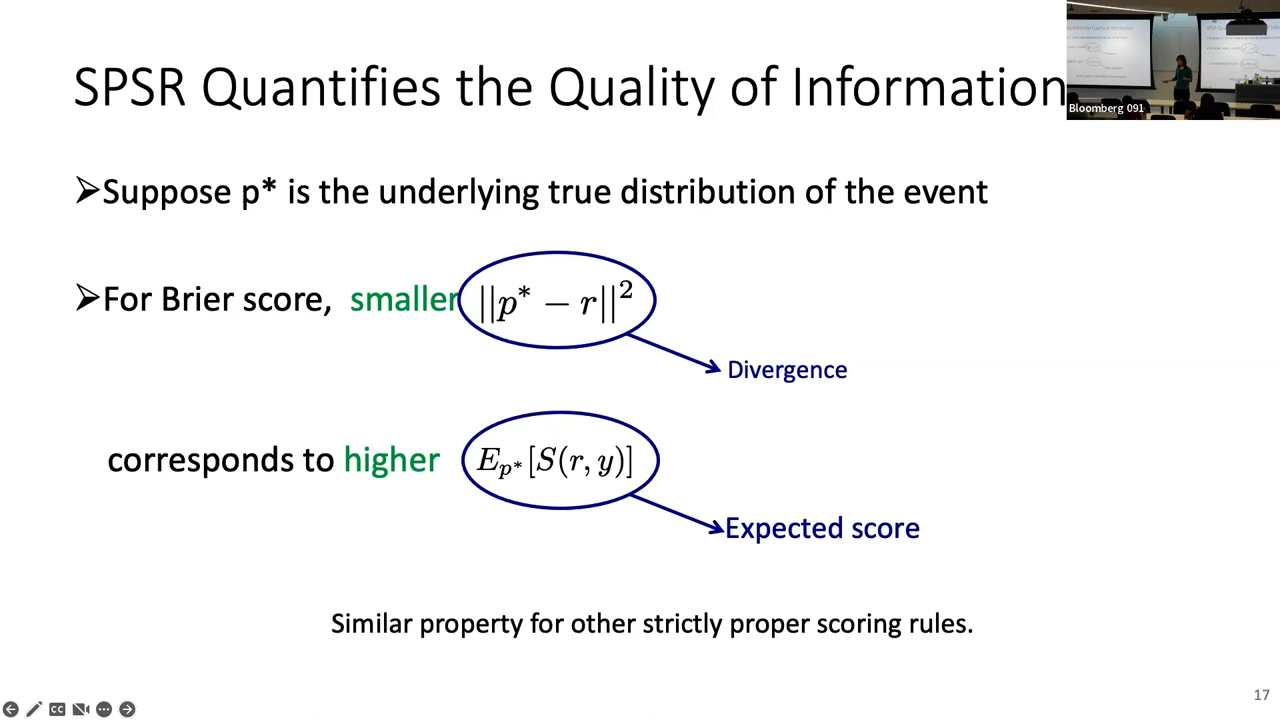 SPSR Quantifies the Quality of Information
Bloomberg 091
➢Suppose p* is the underlying true distribution of the event
➢For Brier score, smaller ||p* − r||²
Divergence
corresponds to higher E_{p*}[S(r, y)]
Expected score
Similar property for other strictly proper scoring rules.
17